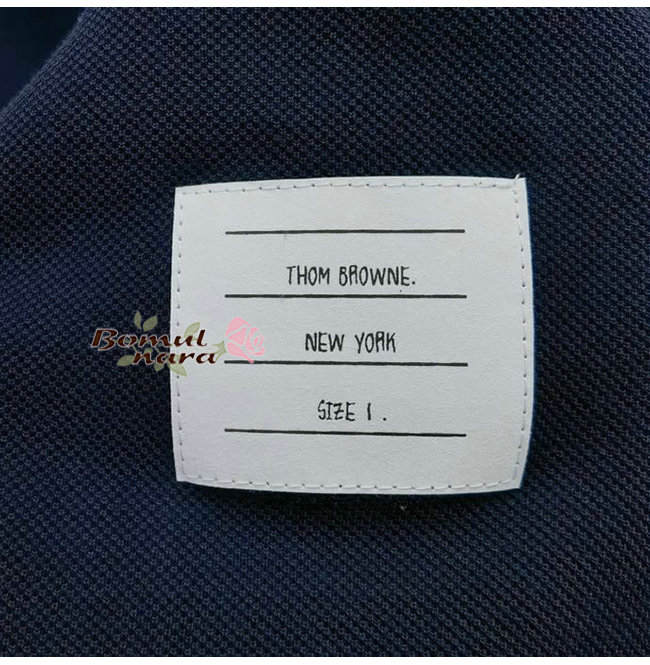 THOM BROWNE.
NEW YORK
SIZE 1.
Bomul
nara